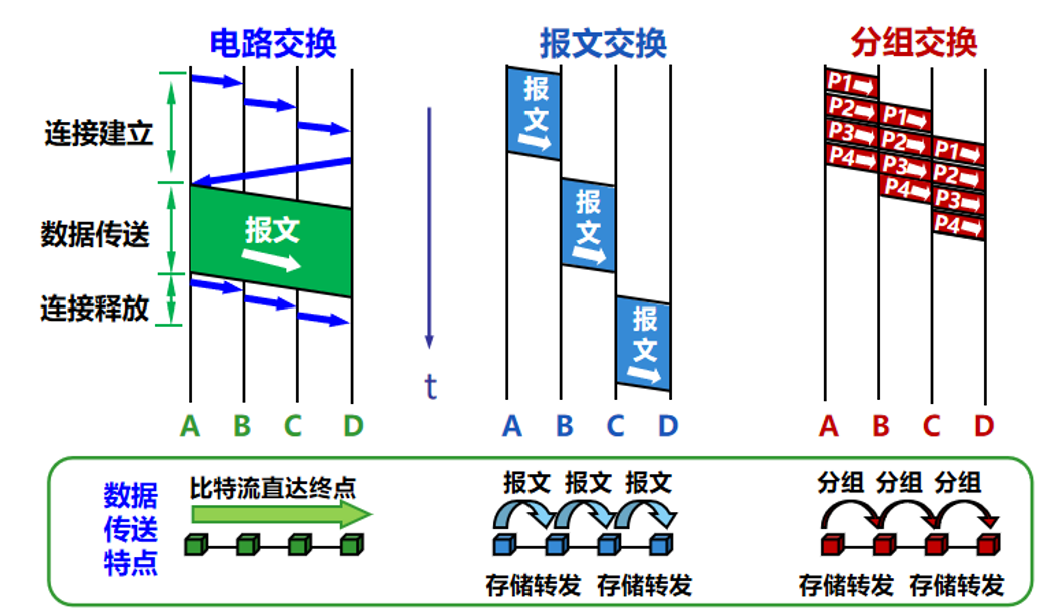 电路交换
报文交换
分组交换
连接建立
数据传送
连接释放
报文
t
报
文
报
文
报
文
P1
P2
P3
P4
P1
P2
P3
P4
P1
P2
P3
P4
A B C D
A B C D
A B C D
数据
传送
特点
比特流直达终点
报文 报文 报文
存储转发 存储转发
分组 分组 分组
存储转发 存储转发